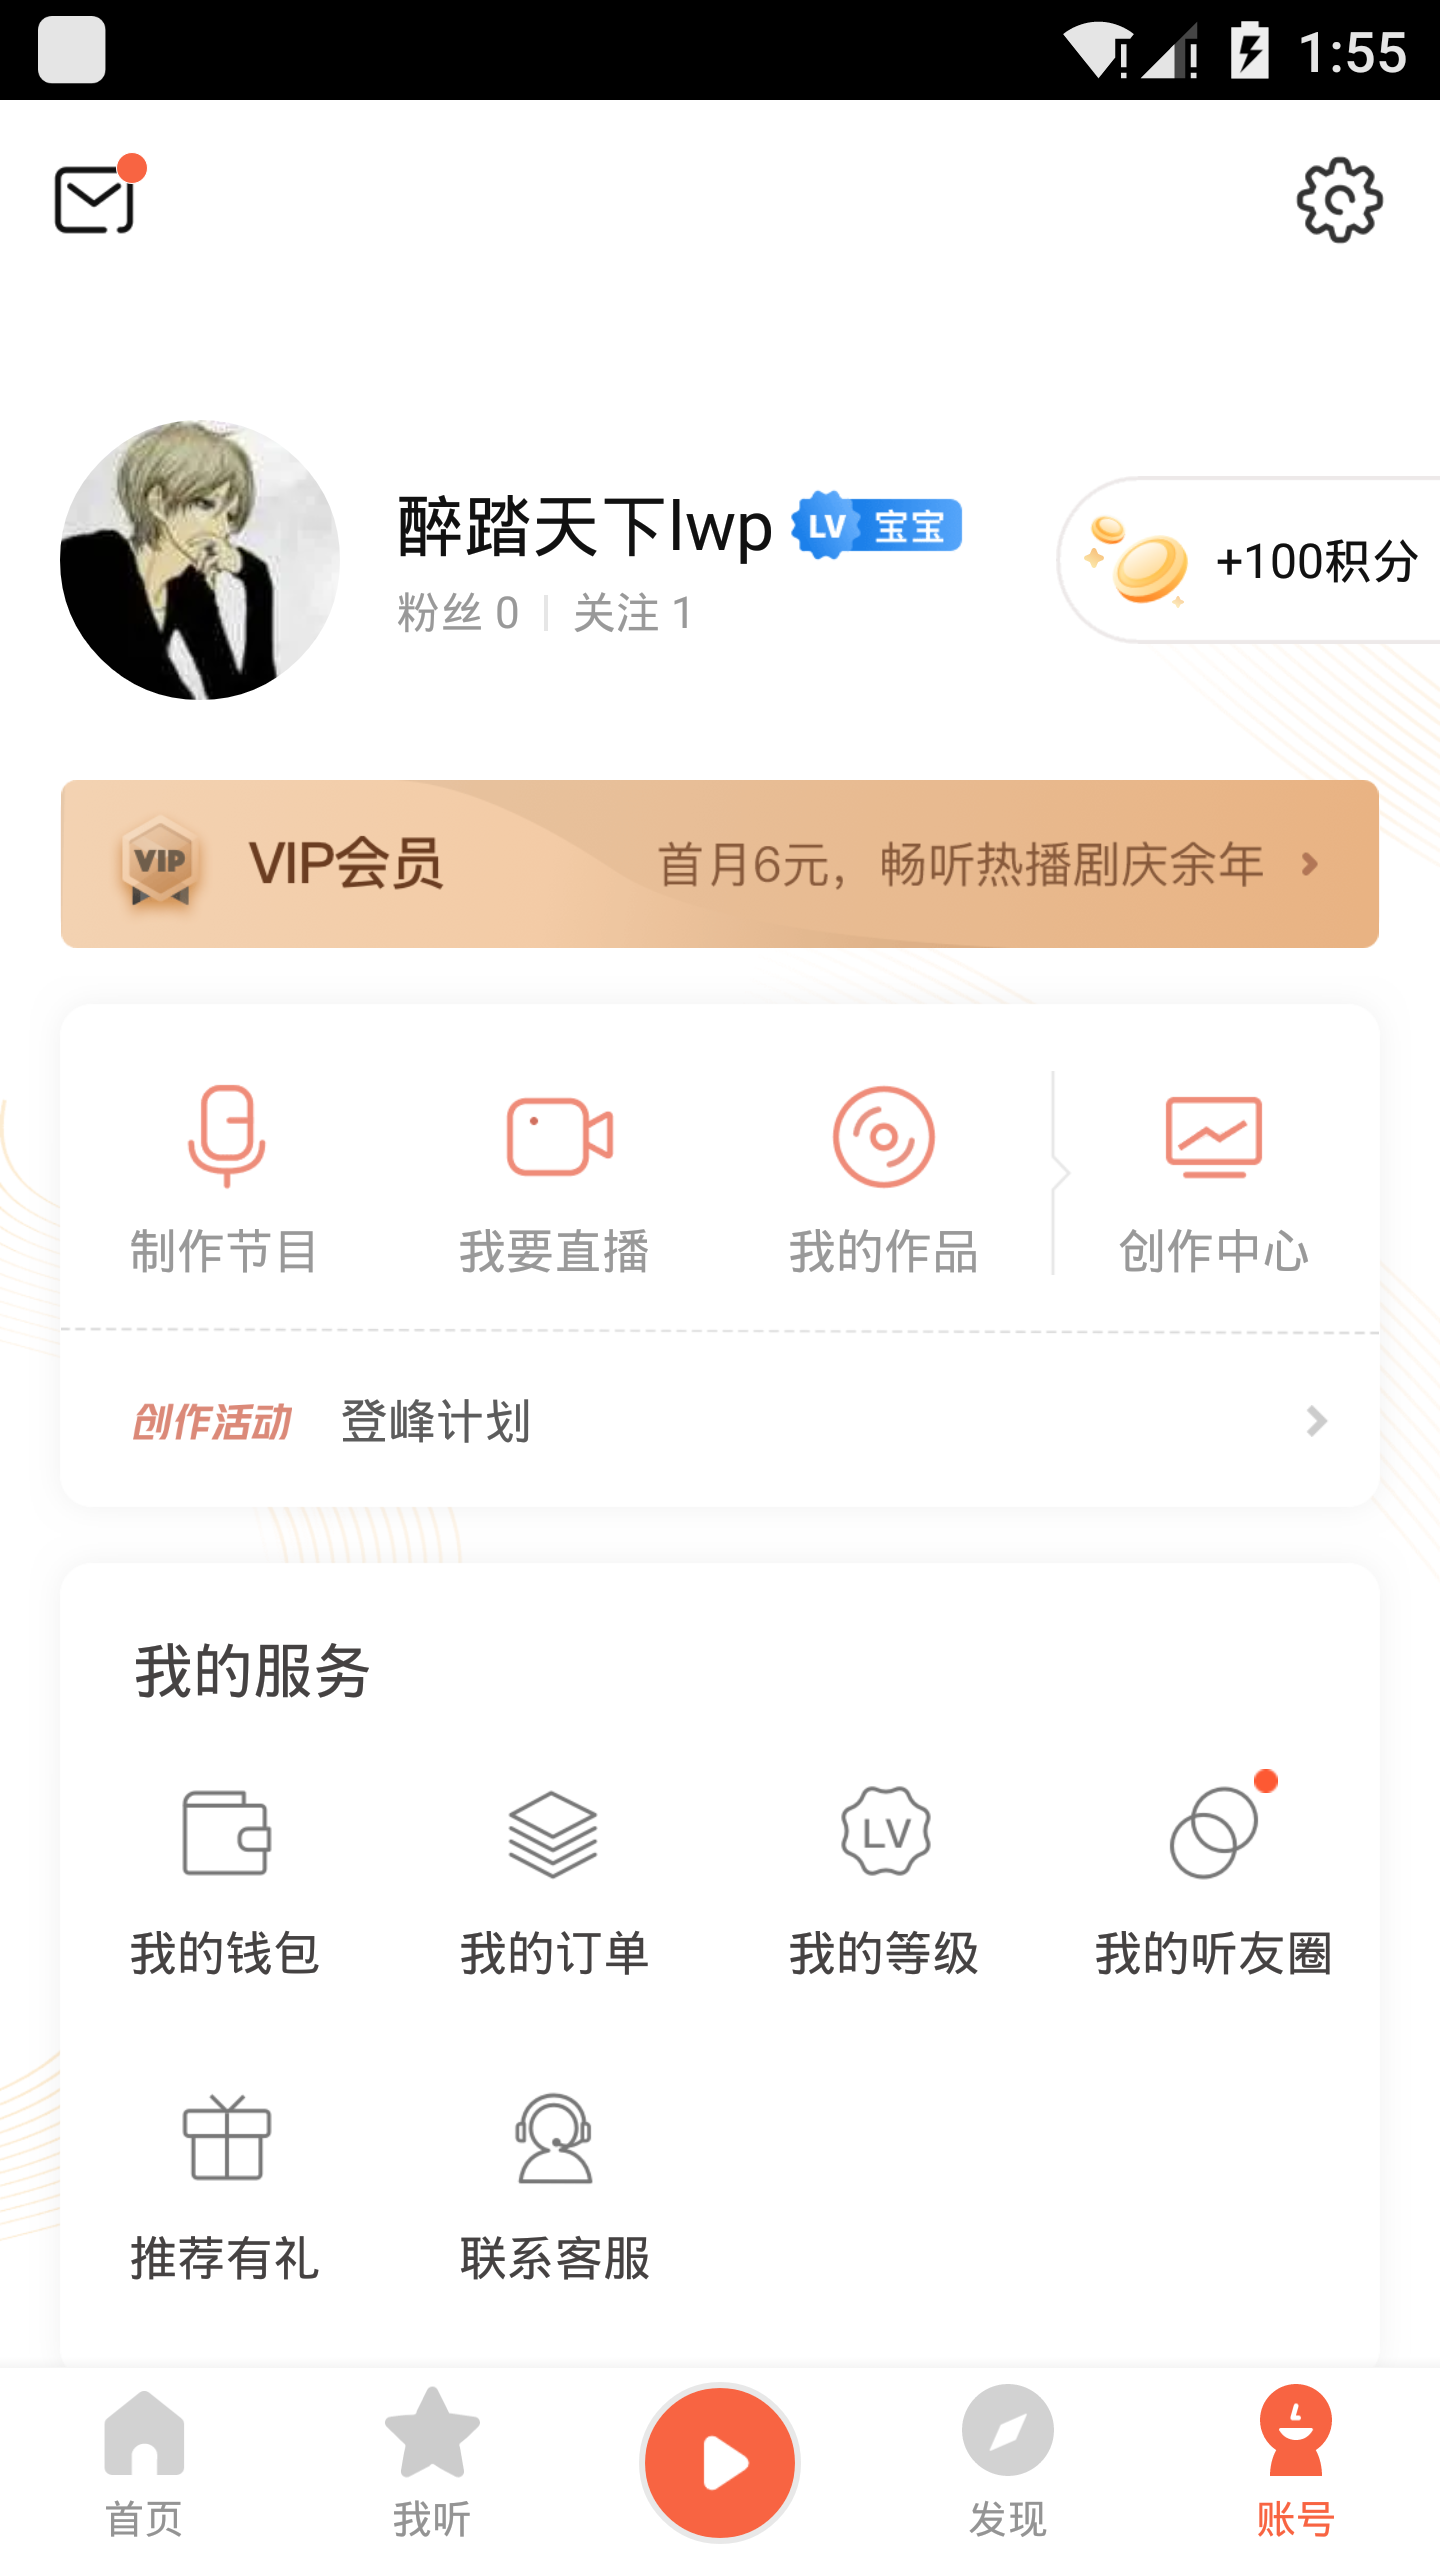 1:55
醉踏天下lwp
LV 宝宝
粉丝 0 关注 1
+100积分
VIP VIP会员 首月6元，畅听热播剧庆余年
制作节目 我要直播 我的作品 创作中心
创作活动 登峰计划
我的服务
LV
我的钱包 我的订单 我的等级 我的听友圈
推荐有礼 联系客服
首页 我听 发现 账号